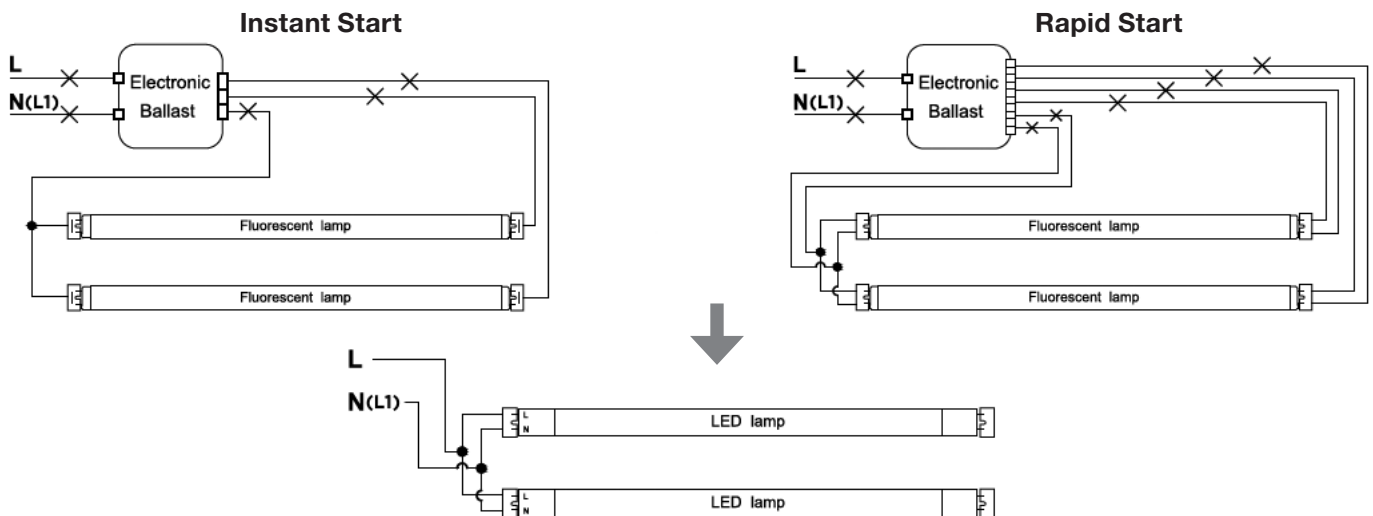 Instant Start
Rapid Start
L
N(L1)
Electronic
Ballast
Fluorescent lamp
Fluorescent lamp
L
N(L1)
Electronic
Ballast
Fluorescent lamp
Fluorescent lamp
L
N(L1)
L
N
LED lamp
L
N
LED lamp